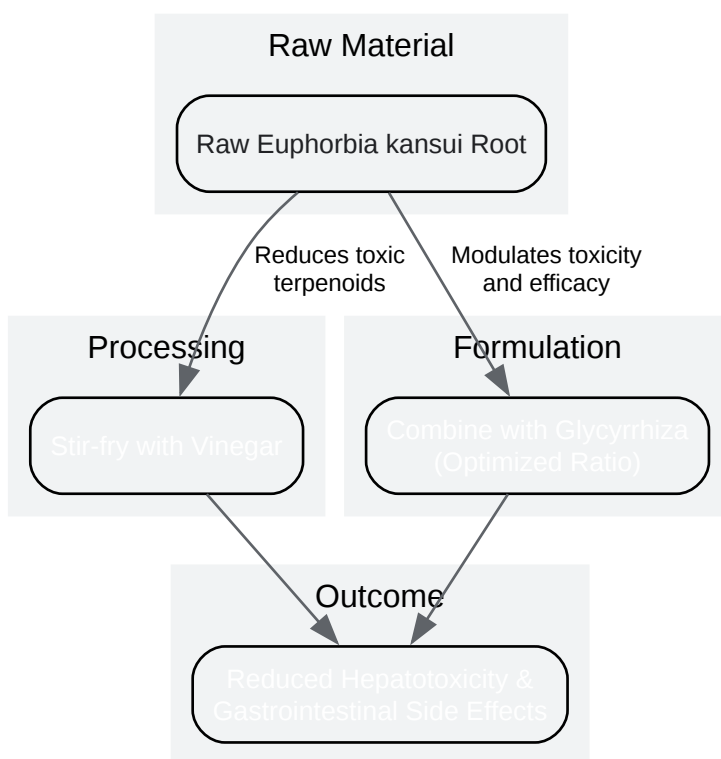 Raw Material
Raw Euphorbia kansui Root
Reduces toxic
terpenoids
Modulates toxicity
and efficacy
Processing
Formulation
Stir-fry with Vinegar
Combine with Glycyrrhiza
(Optimized Ratio)
Outcome
Reduced Hepatotoxicity &
Gastrointestinal Side Effects